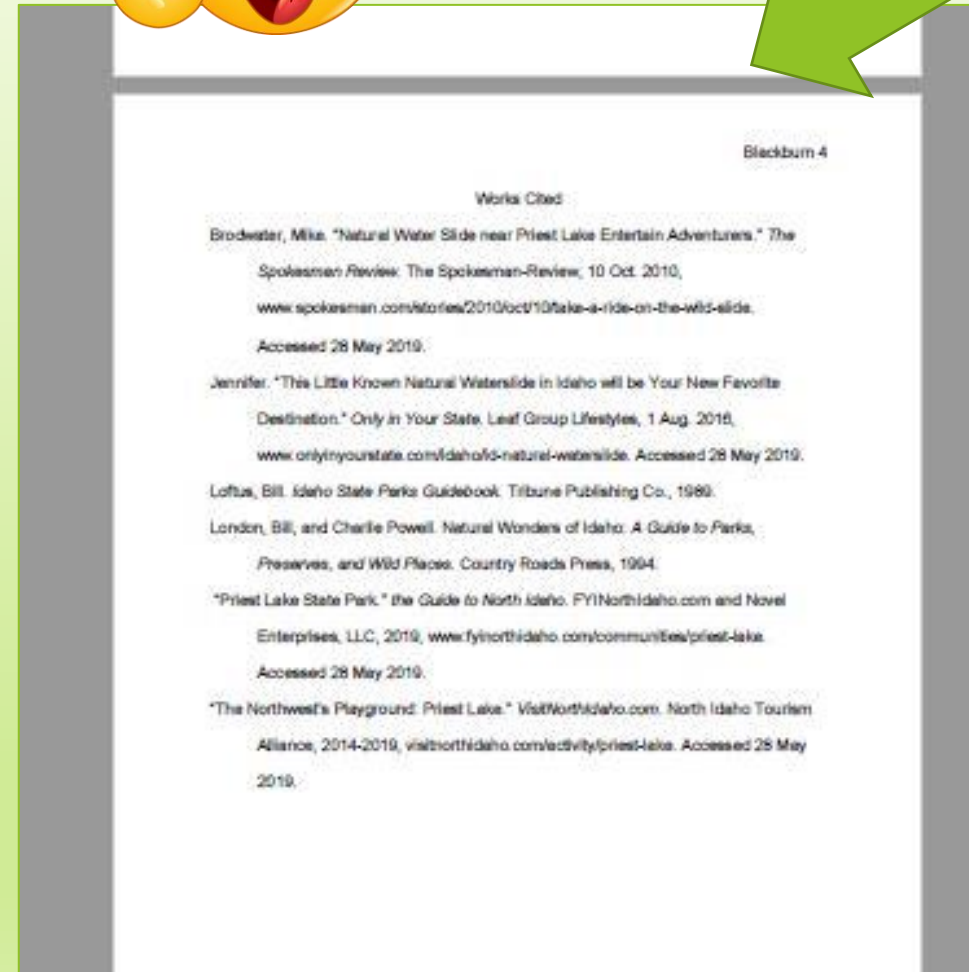 Blackburn 4
Works Cited
Brodwater, Mike. "Natural Water Slide near Priest Lake Entertain Adventurers." The
Spokesman Review. The Spokesman-Review, 10 Oct. 2010,
www.spokesman.com/stories/2010/oct/10/take-a-ride-on-the-wild-slide.
Accessed 28 May 2019.
Jennifer. "This Little Known Natural Waterslide in Idaho will be Your New Favorite
Destination." Only in Your State. Leaf Group Lifestyles, 1 Aug. 2016,
www.onlyinyourstate.com/idaho/id-natural-waterslide. Accessed 28 May 2019.
Loftus, Bill. Idaho State Parks Guidebook. Tribune Publishing Co., 1989.
London, Bill, and Charlie Powell. Natural Wonders of Idaho: A Guide to Parks,
Preserves, and Wild Places. Country Roads Press, 1994.
"Priest Lake State Park." the Guide to North Idaho. FYINorthIdaho.com and Novel
Enterprises, LLC, 2019, www.fyinorthidaho.com/communities/priest-lake.
Accessed 28 May 2019.
"The Northwest's Playground: Priest Lake." VisitNorthIdaho.com. North Idaho Tourism
Alliance, 2014-2019, visitnorthidaho.com/activity/priest-lake. Accessed 28 May
2019.